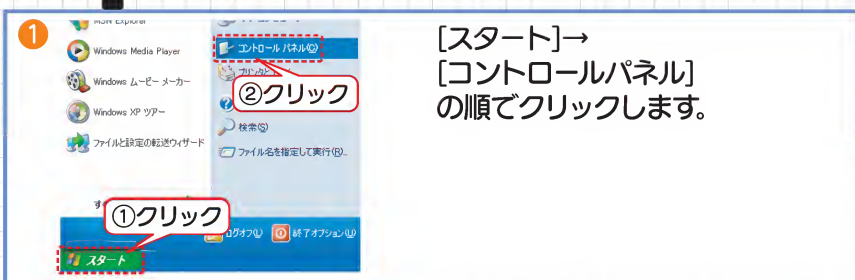 1
MSN Explorer
Windows Media Player
Windows ムービー メーカー
Windows XP ツアー
ファイルと設定の転送ウィザード
コントロール パネル(C)
②クリック
検索(S)
ファイル名を指定して実行(R)...
①クリック
ログオフ(L)
終了オプション(U)
スタート
[スタート]→
[コントロールパネル]
の順でクリックします。